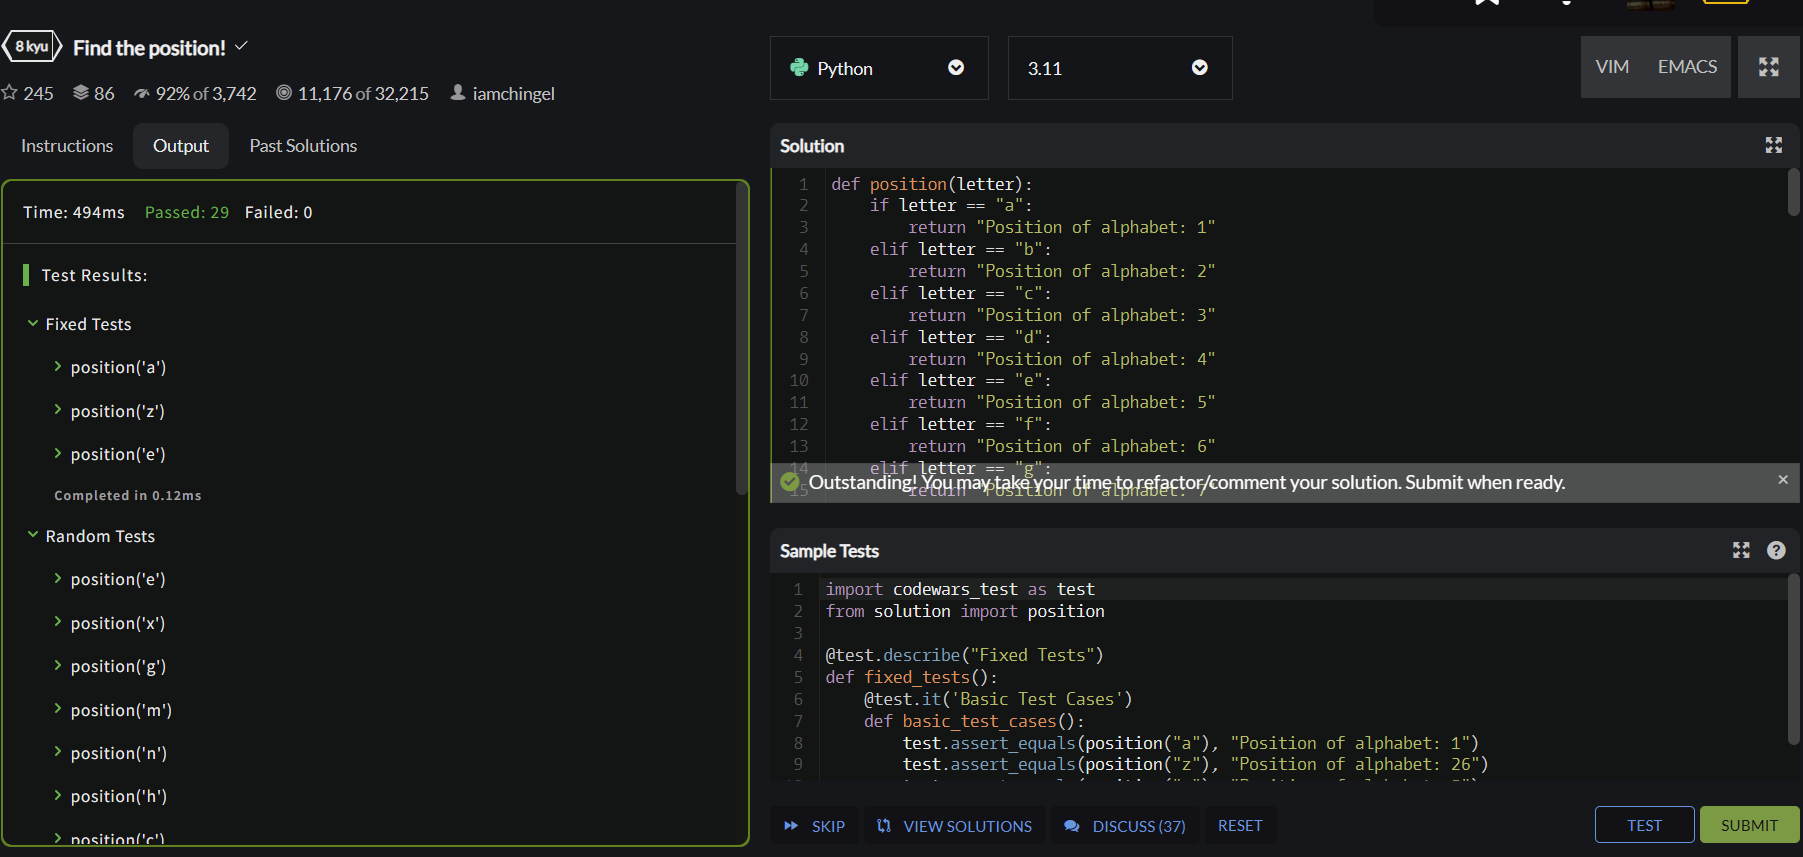 8 kyu Find the position!
245 86 92% of 3,742 11,176 of 32,215 iamchingel
Instructions Output Past Solutions
Time: 494ms Passed: 29 Failed: 0
Test Results:
Fixed Tests
position('a')
position('z')
position('e')
Completed in 0.12ms
Random Tests
position('e')
position('x')
position('g')
position('m')
position('n')
position('h')
position('c')
Python 3.11 VIM EMACS
Solution
1 def position(letter):
2 if letter == "a":
3 return "Position of alphabet: 1"
4 elif letter == "b":
5 return "Position of alphabet: 2"
6 elif letter == "c":
7 return "Position of alphabet: 3"
8 elif letter == "d":
9 return "Position of alphabet: 4"
10 elif letter == "e":
11 return "Position of alphabet: 5"
12 elif letter == "f":
13 return "Position of alphabet: 6"
14 elif letter == "g":
15 return "Position of alphabet: 7"
Outstanding! You may take your time to refactor/comment your solution. Submit when ready.
Sample Tests
1 import codewars_test as test
2 from solution import position
3
4 @test.describe("Fixed Tests")
5 def fixed_tests():
6 @test.it('Basic Test Cases')
7 def basic_test_cases():
8 test.assert_equals(position("a"), "Position of alphabet: 1")
9 test.assert_equals(position("z"), "Position of alphabet: 26")
SKIP VIEW SOLUTIONS DISCUSS (37) RESET TEST SUBMIT